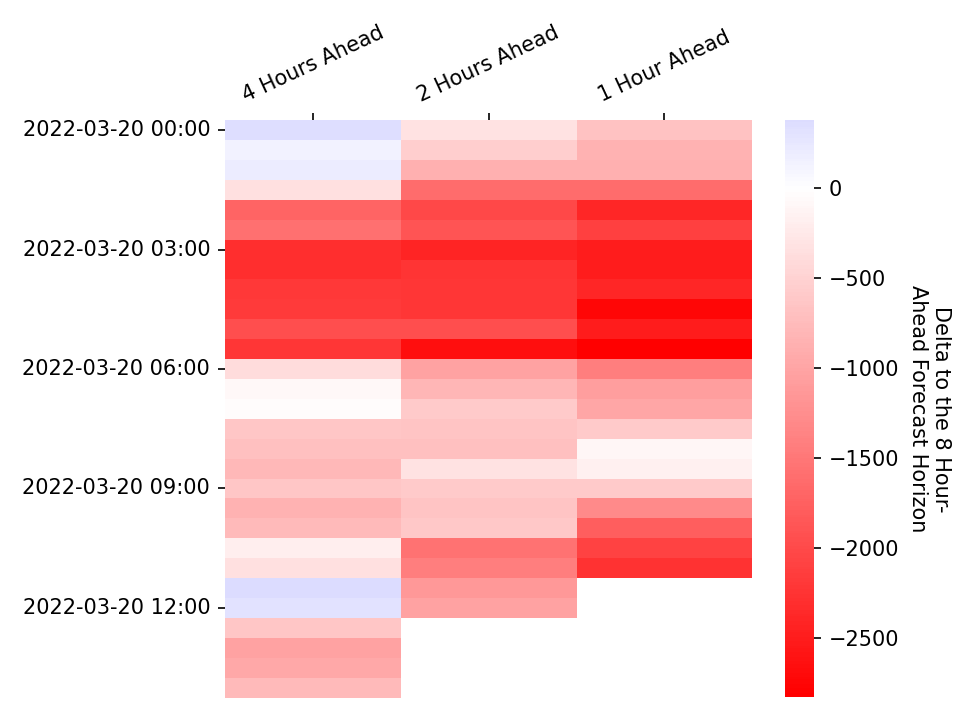 4 Hours Ahead
2 Hours Ahead
1 Hour Ahead
2022-03-20 00:00
2022-03-20 03:00
2022-03-20 06:00
2022-03-20 09:00
2022-03-20 12:00
0
−500
−1000
−1500
−2000
−2500
Delta to the 8 Hour-
Ahead Forecast Horizon